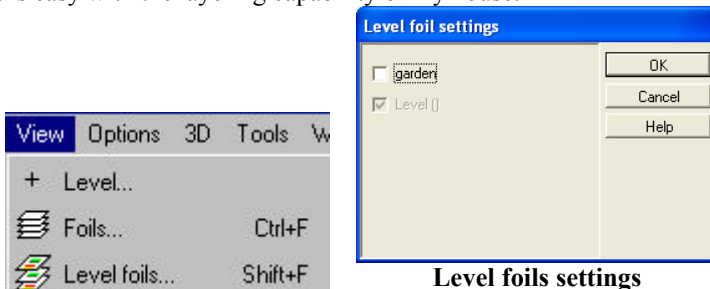 Level foil settings
garden
Level ()
OK
Cancel
Help
View Options 3D Tools
+ Level...
Foils... Ctrl+F
Level foils... Shift+F
Level foils settings